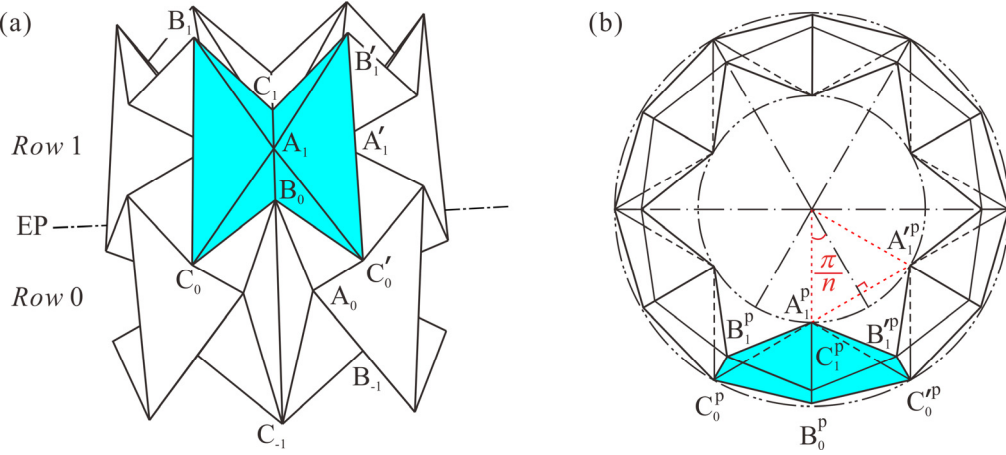 (a)
B₁
B′₁
C₁
Row 1
A₁
A′₁
B₀
EP
C₀
C′₀
Row 0
A₀
B₋₁
C₋₁
(b)
A′₁ᵖ
π/n
A₁ᵖ
B₁ᵖ
B′₁ᵖ
C₁ᵖ
C₀ᵖ
C′₀ᵖ
B₀ᵖ